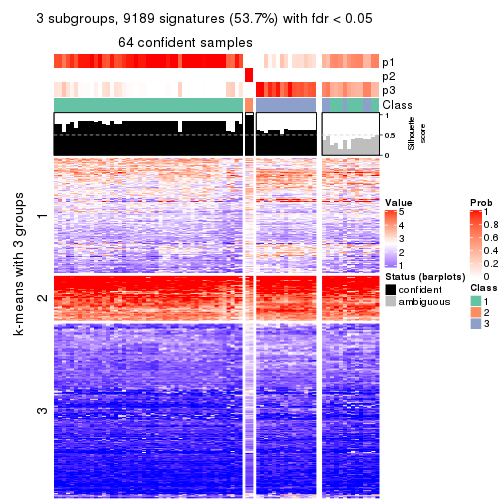 3 subgroups, 9189 signatures (53.7%) with fdr < 0.05
64 confident samples
p1
p2
p3
Class
1
0.5
0
Silhouette
score
k-means with 3 groups
1
2
3
Value
5
4
3
2
1
Status (barplots)
confident
ambiguous
Prob
1
0.8
0.6
0.4
0.2
0
Class
1
2
3